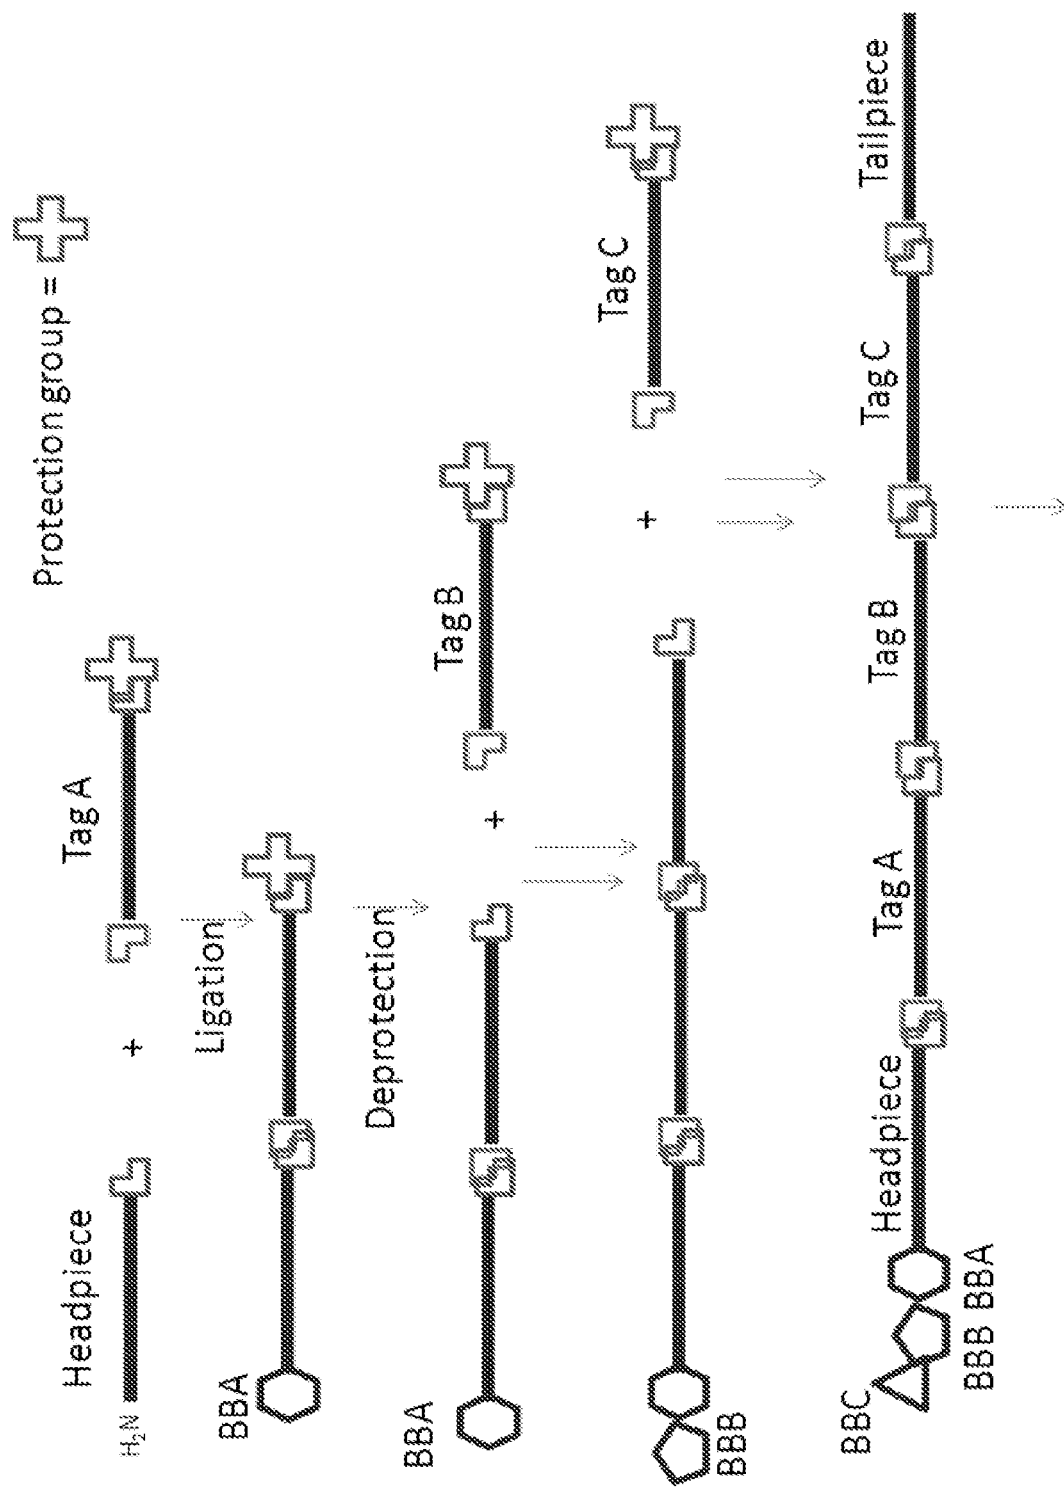 Protection group =
Headpiece
Tag A
H₂N
+
Ligation
BBA
Deprotection
Tag B
BBA
+
Tag C
+
BBB
BBC
Headpiece
Tag A
Tag B
Tag C
Tailpiece
BBB BBA